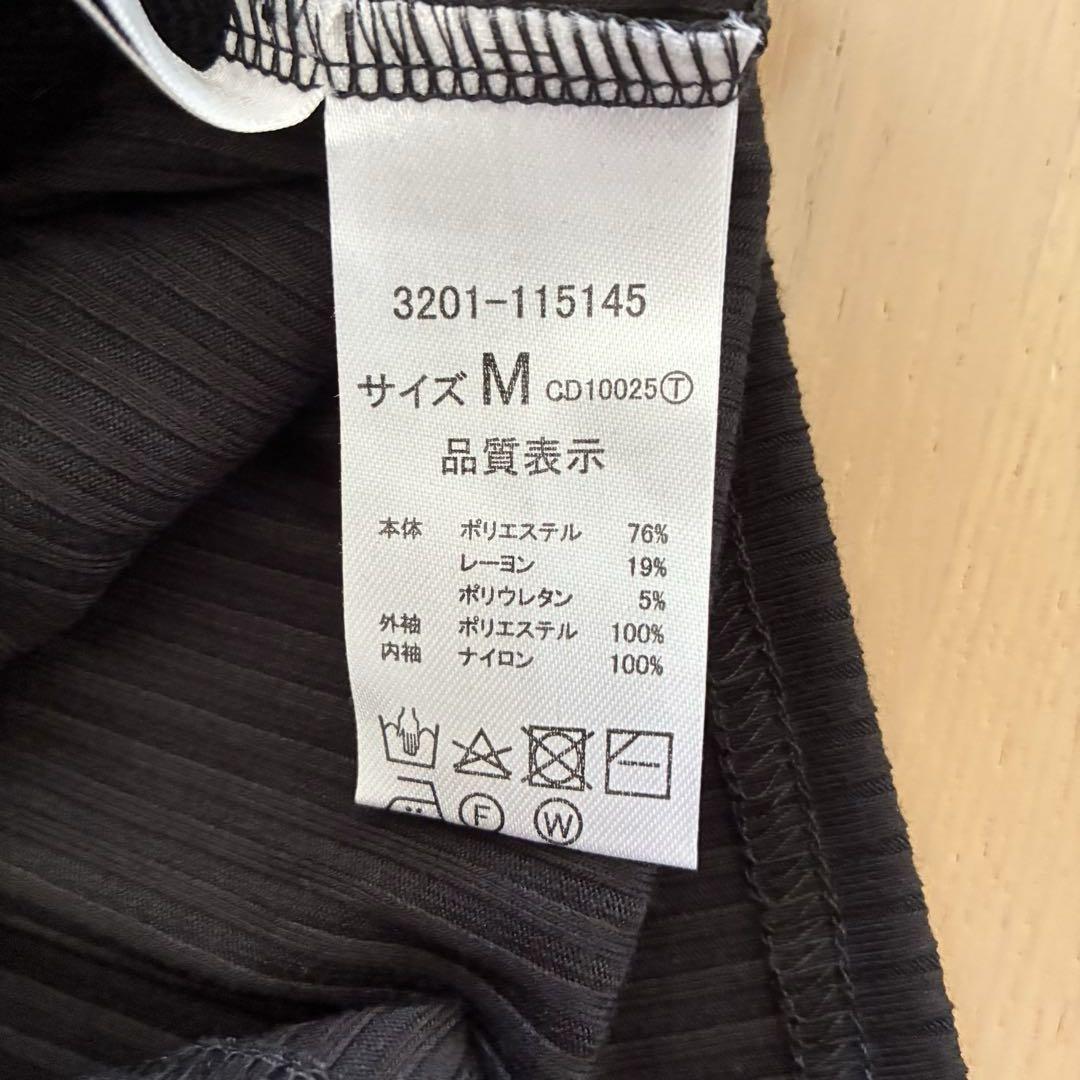 3201-115145
サイズ M CD10025Ⓣ
品質表示
本体 ポリエステル 76%
レーヨン 19%
ポリウレタン 5%
外袖 ポリエステル 100%
内袖 ナイロン 100%
Ⓕ Ⓦ